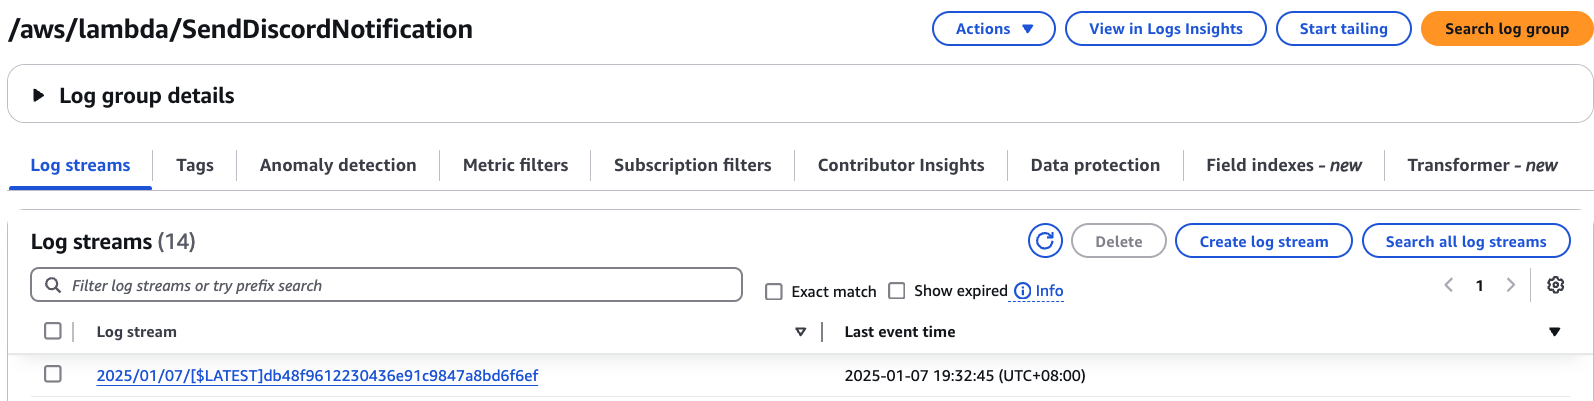 /aws/lambda/SendDiscordNotification
Actions View in Logs Insights Start tailing Search log group
Log group details
Log streams Tags Anomaly detection Metric filters Subscription filters Contributor Insights Data protection Field indexes - new Transformer - new
Log streams (14)
Delete Create log stream Search all log streams
Filter log streams or try prefix search
Exact match Show expired Info
1
Log stream Last event time
2025/01/07/[$LATEST]db48f9612230436e91c9847a8bd6f6ef 2025-01-07 19:32:45 (UTC+08:00)